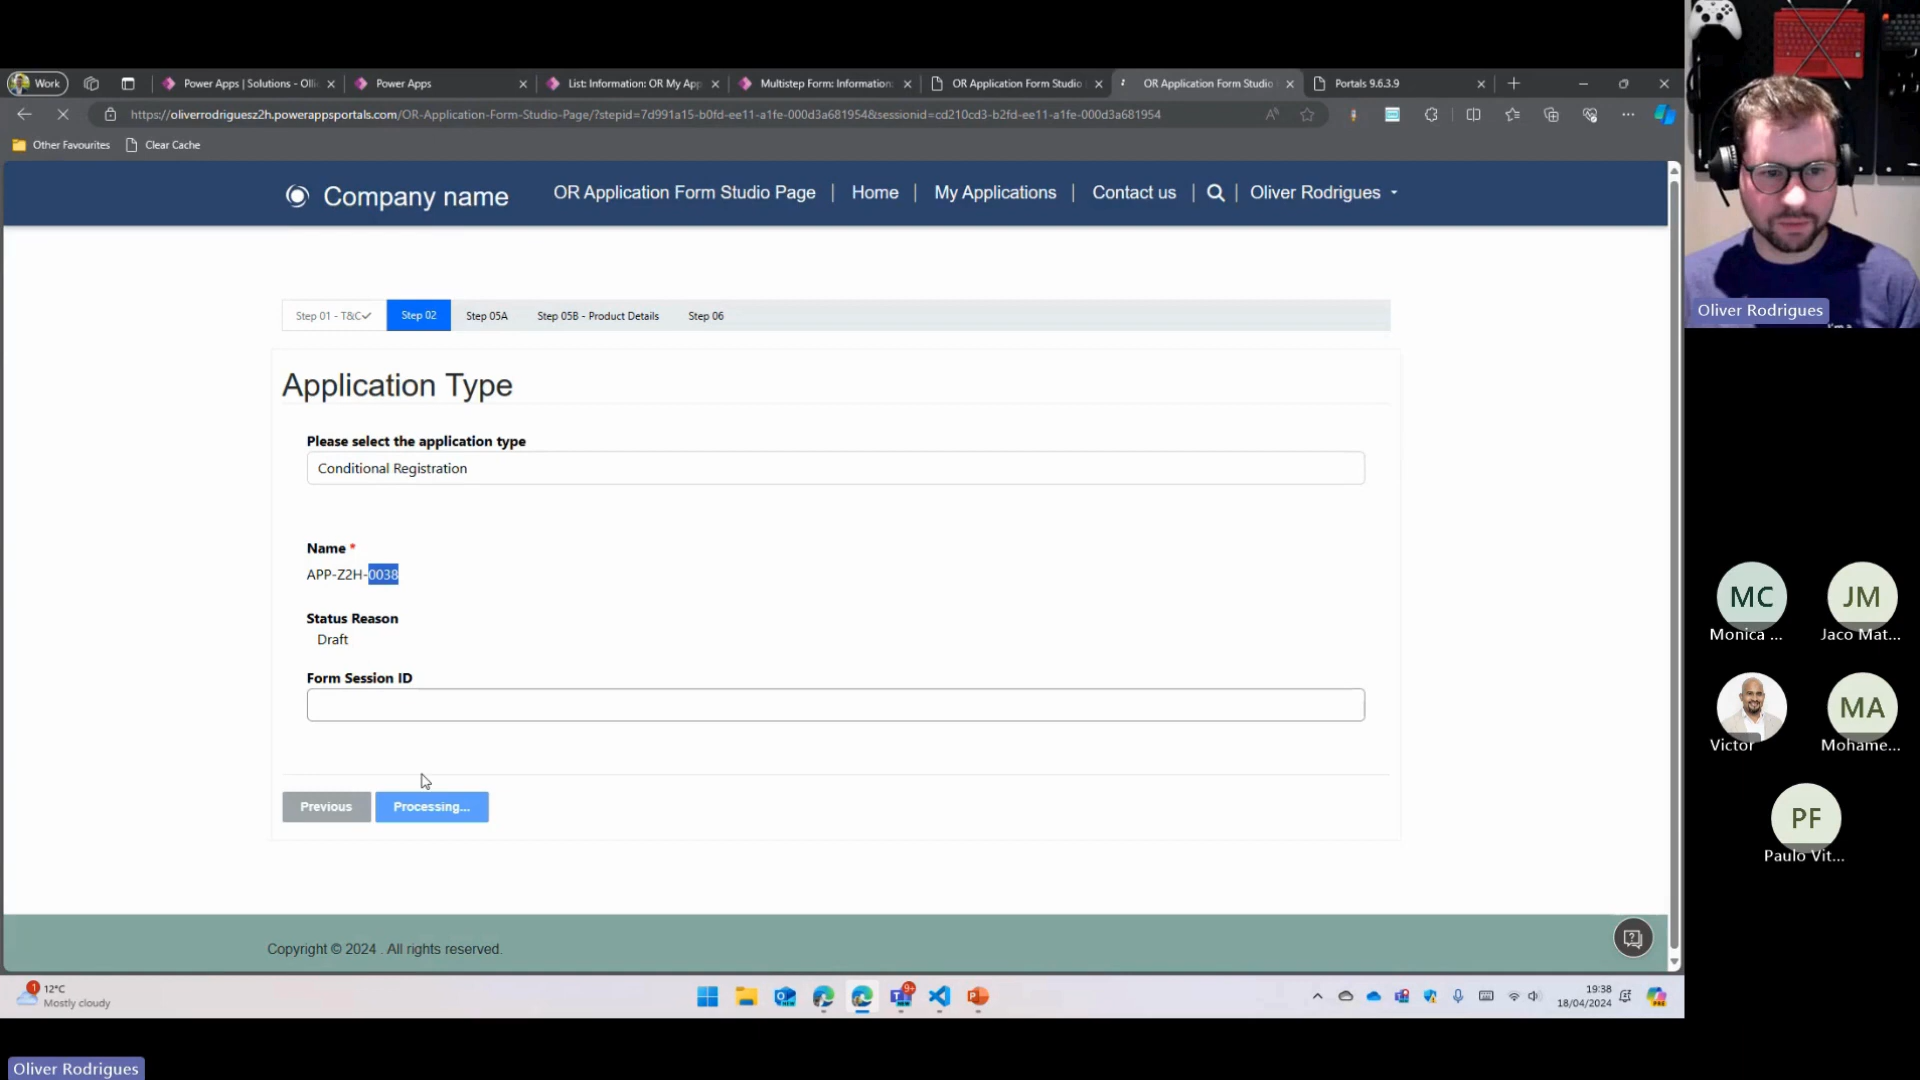 Work
Power Apps | Solutions - Olli
Power Apps
List: Information: OR My App
Multistep Form: Information:
OR Application Form Studio
OR Application Form Studio
Portals 9.6.3.9
https://oliverrodriguesz2h.powerappsportals.com/OR-Application-Form-Studio-Page/?stepid=7d991a15-b0fd-ee11-a1fe-000d3a681954&sessionid=cd210cd3-b2fd-ee11-a1fe-000d3a681954
Other Favourites
Clear Cache
Company name
OR Application Form Studio Page | Home | My Applications | Contact us | | Oliver Rodrigues
Step 01 - T&C✓
Step 02
Step 05A
Step 05B - Product Details
Step 06
Application Type
Please select the application type
Conditional Registration
Name *
APP-Z2H-0038
Status Reason
Draft
Form Session ID
Previous
Processing...
Copyright © 2024 . All rights reserved.
1
12°C
Mostly cloudy
9+
19:38
18/04/2024
Oliver Rodrigues
MC
Monica ...
JM
Jaco Mat...
Victor
MA
Mohame...
PF
Paulo Vit...
Oliver Rodrigues